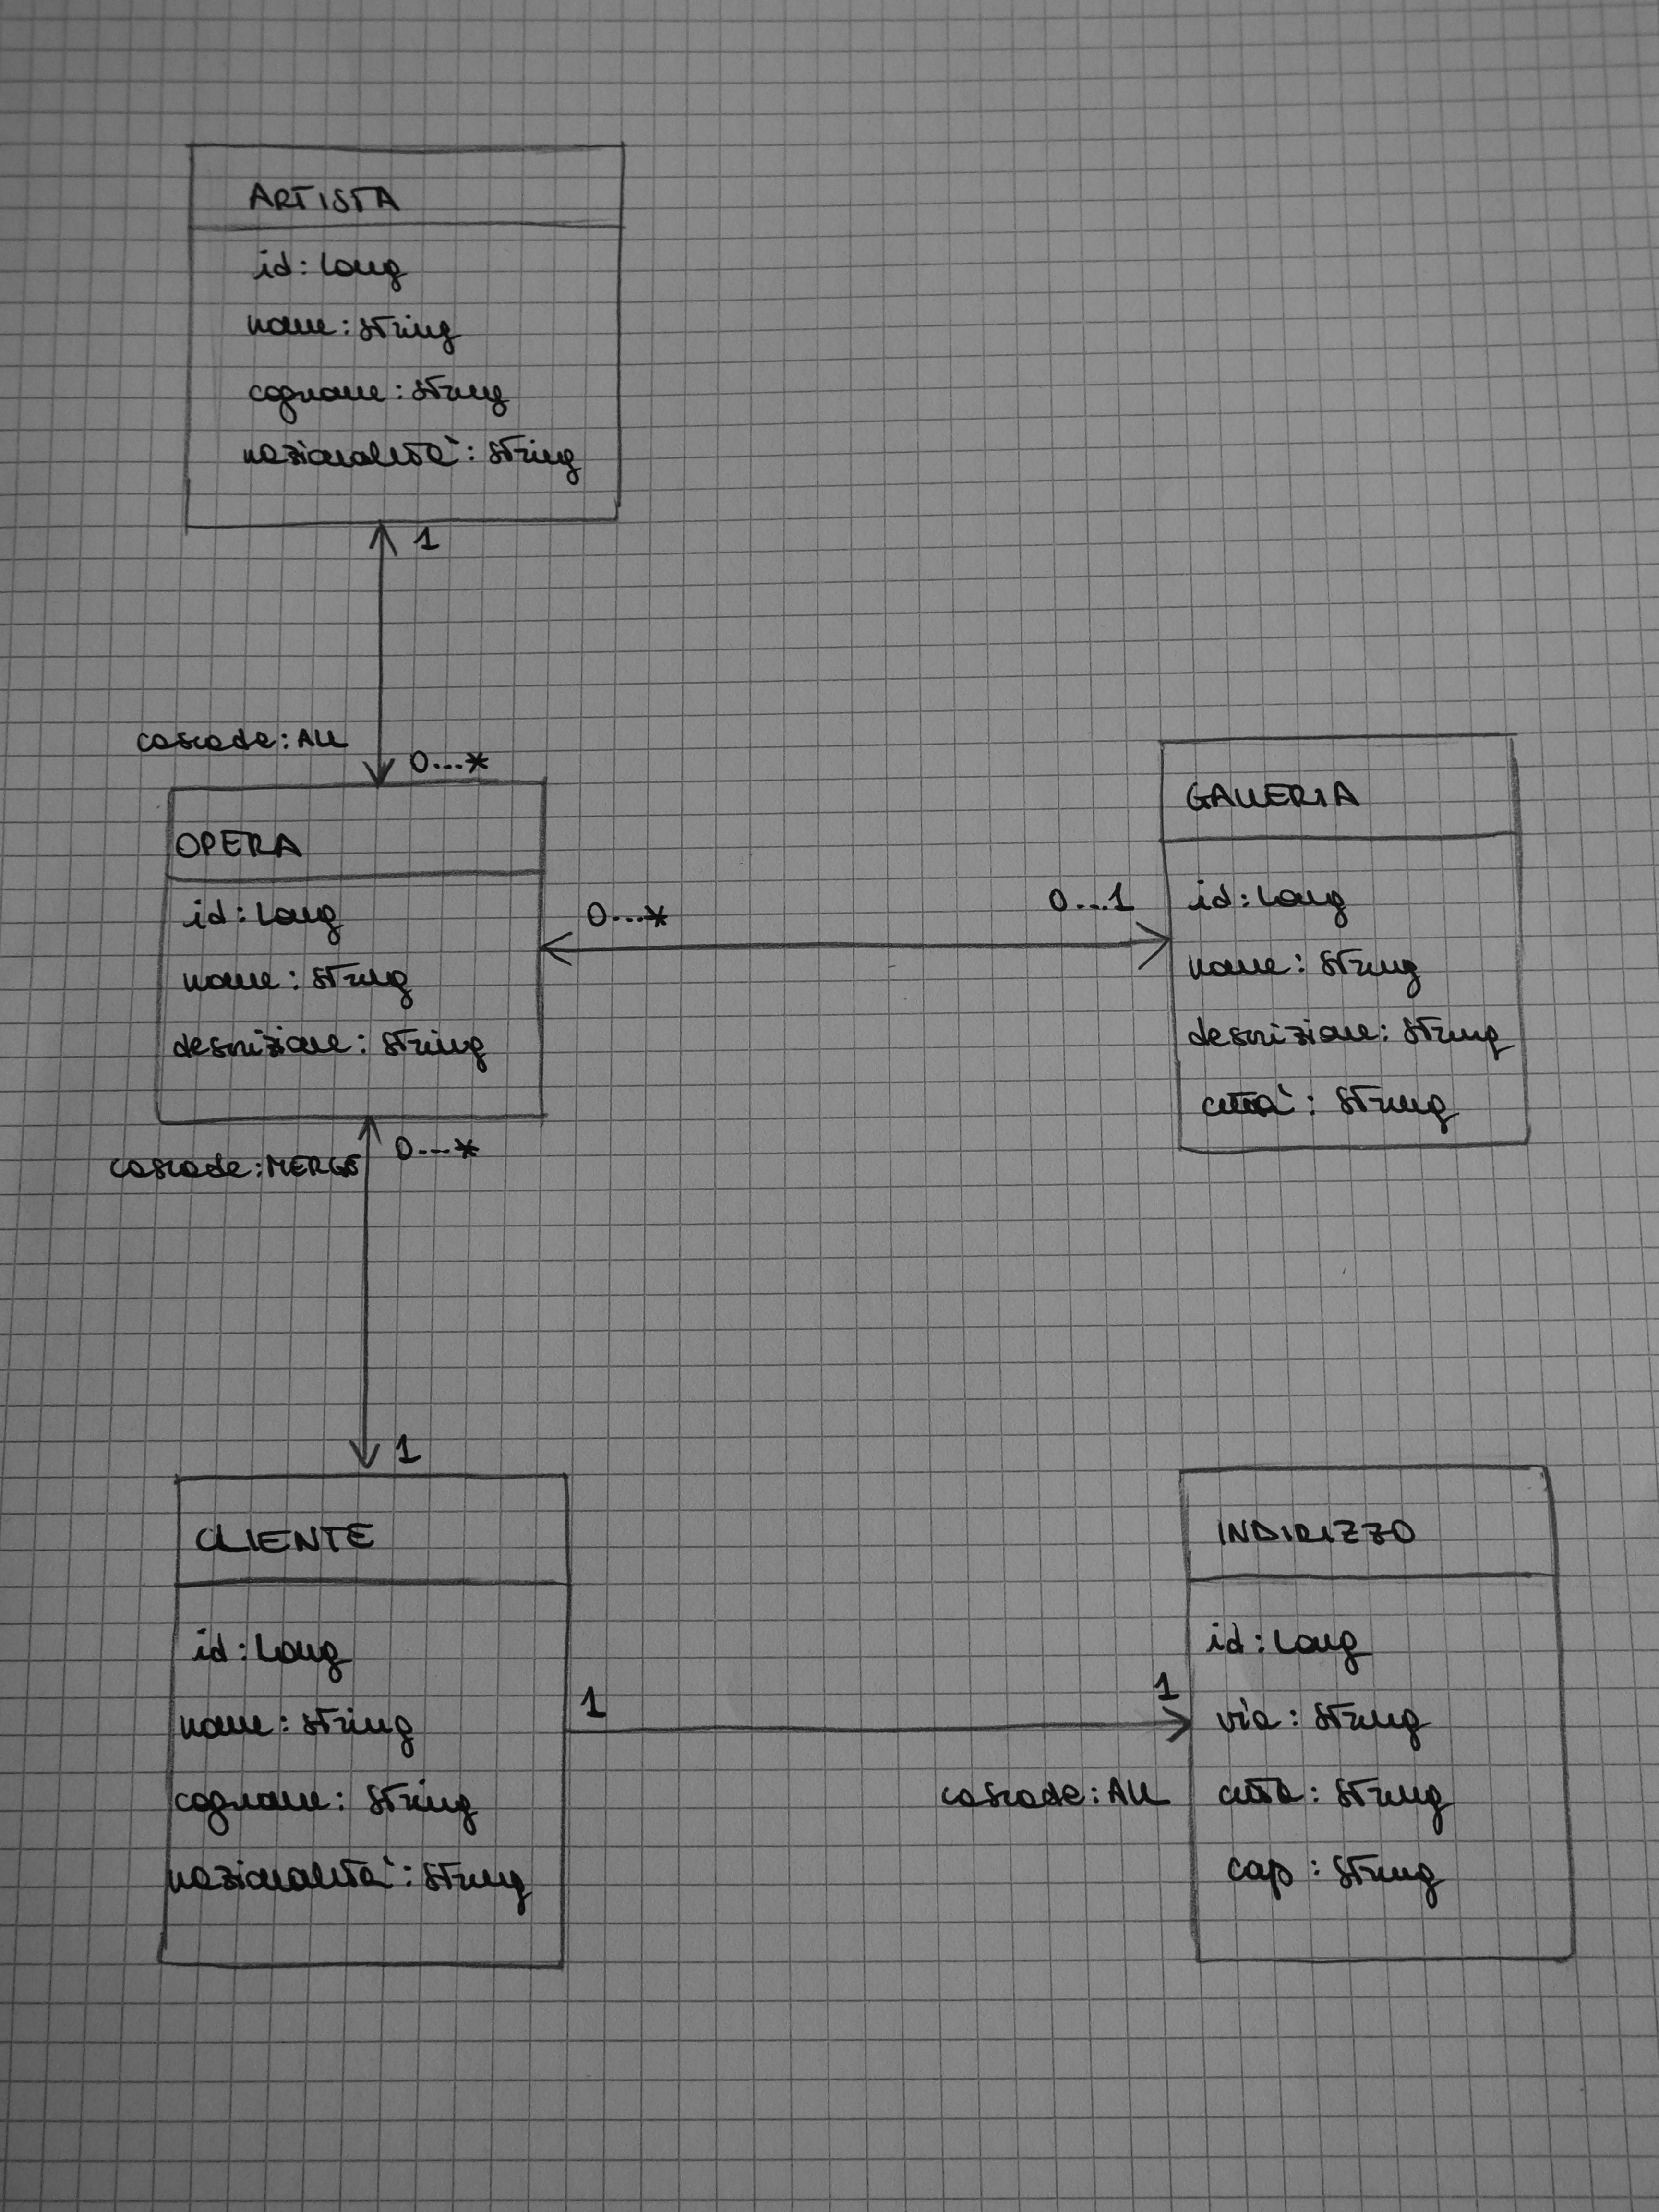 ARTISTA
id: Long
nome: String
cognome: String
nazionalità: String
1
cascade: ALL
0...*
OPERA
id: Long
nome: String
descrizione: String
0...*
0...1
GALLERIA
id: Long
nome: String
descrizione: String
città: String
cascade: MERGE
0...*
1
CLIENTE
id: Long
nome: String
cognome: String
nazionalità: String
1
1
cascade: ALL
INDIRIZZO
id: Long
via: String
città: String
cap: String